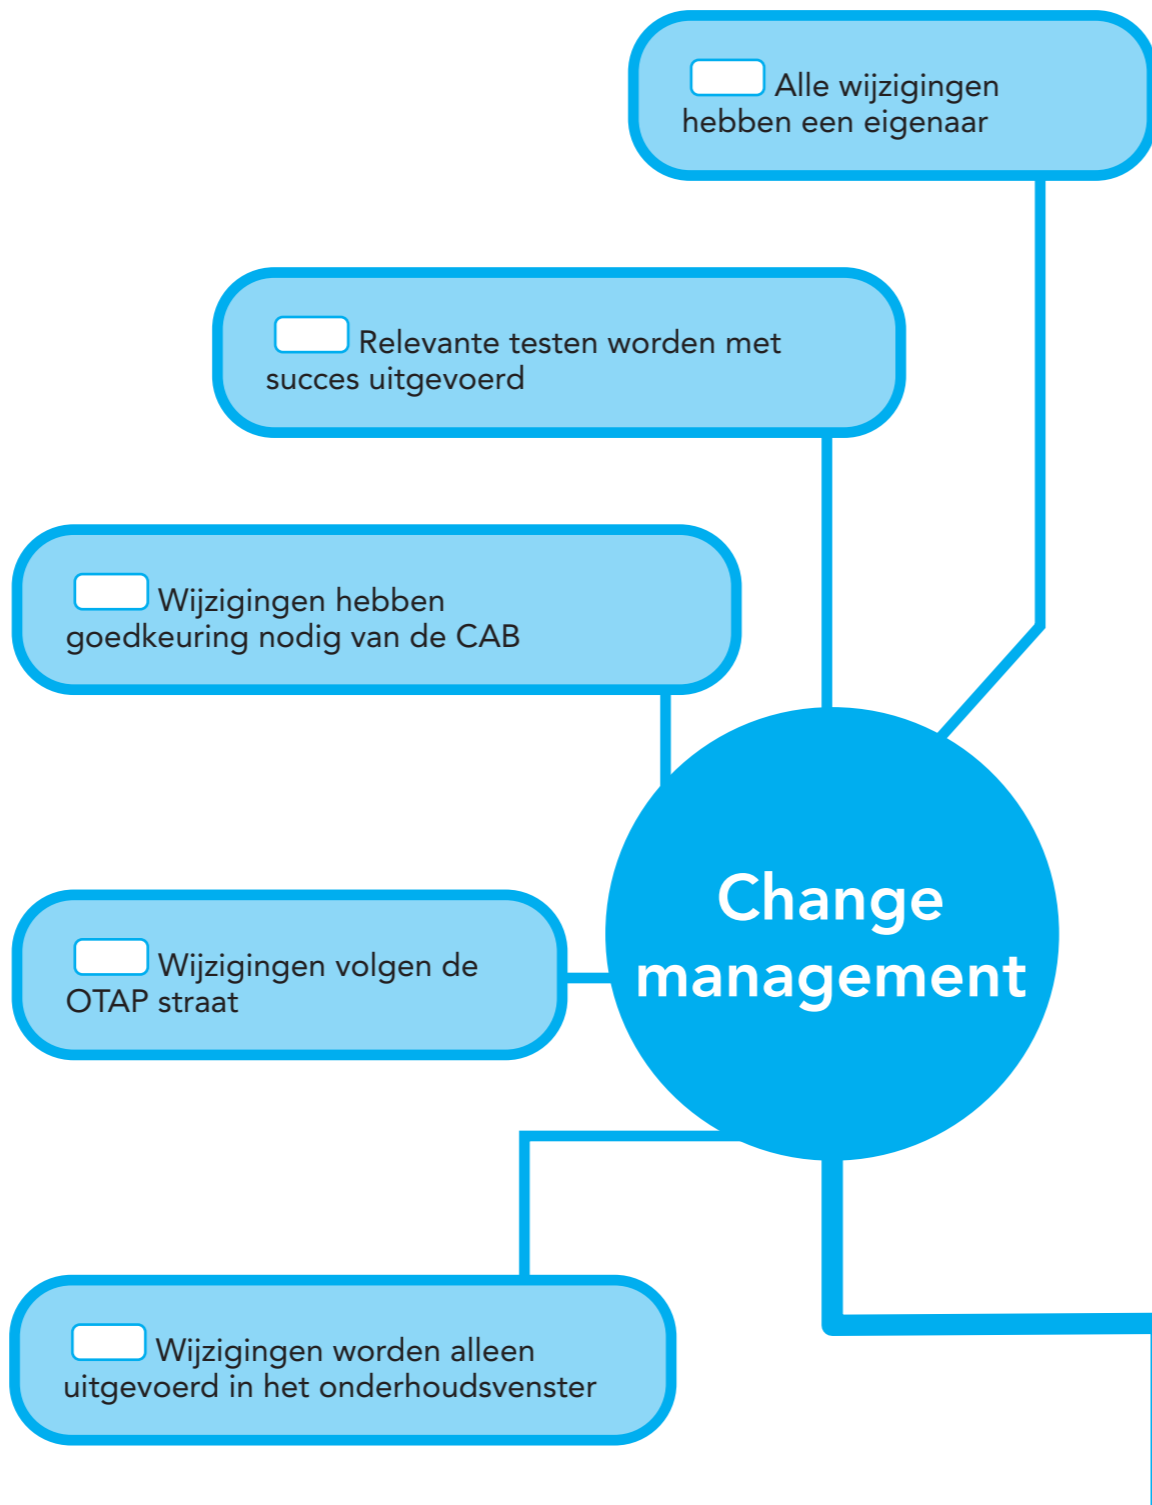 Alle wijzigingen
hebben een eigenaar
Relevante testen worden met
succes uitgevoerd
Wijzigingen hebben
goedkeuring nodig van de CAB
Change
management
Wijzigingen volgen de
OTAP straat
Wijzigingen worden alleen
uitgevoerd in het onderhoudsvenster